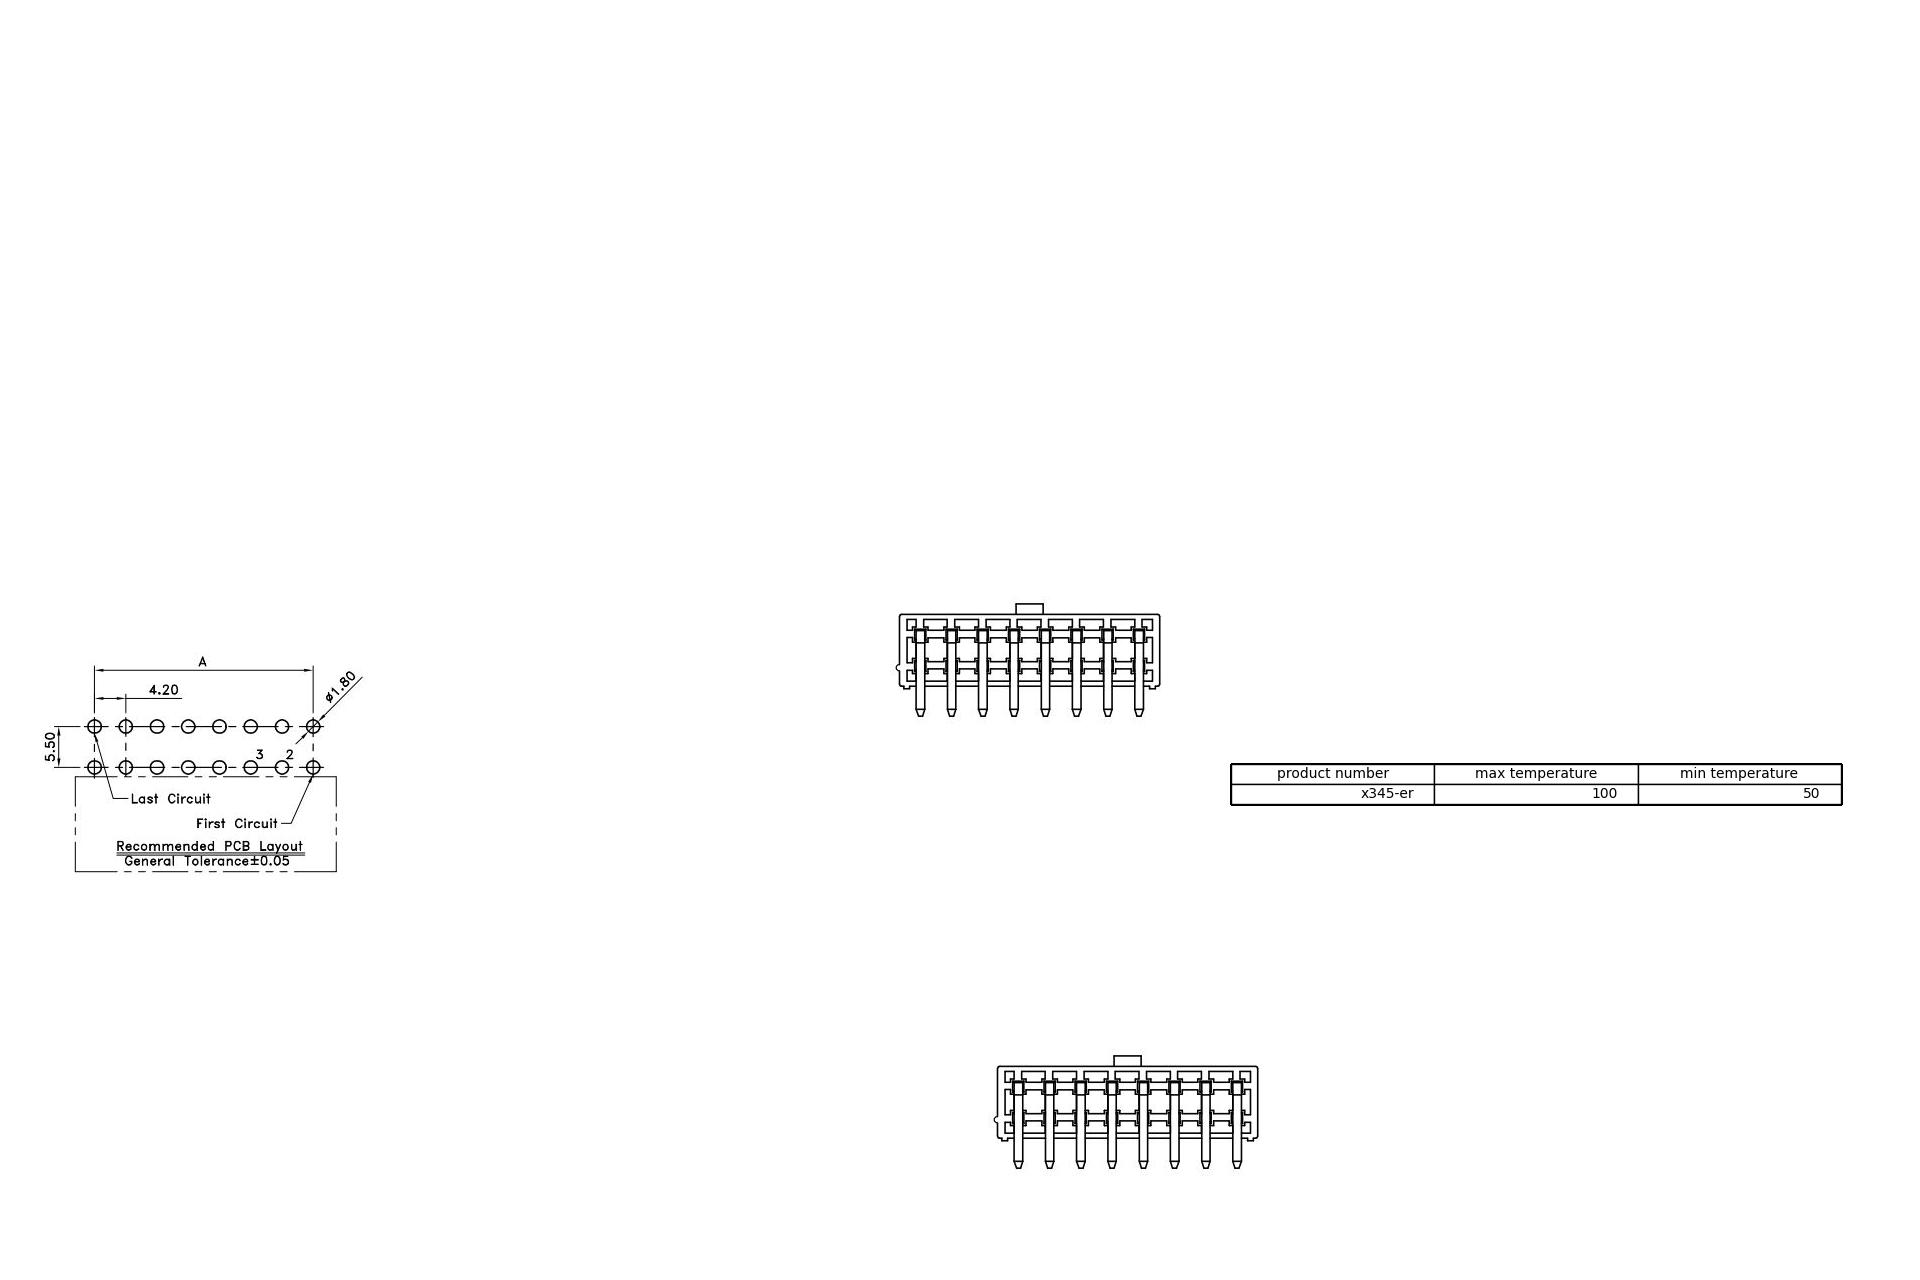 A
4.20
ø1.80
5.50
3 2
Last Circuit
First Circuit
Recommended PCB Layout
General Tolerance±0.05
product number max temperature min temperature
x345-er 100 50